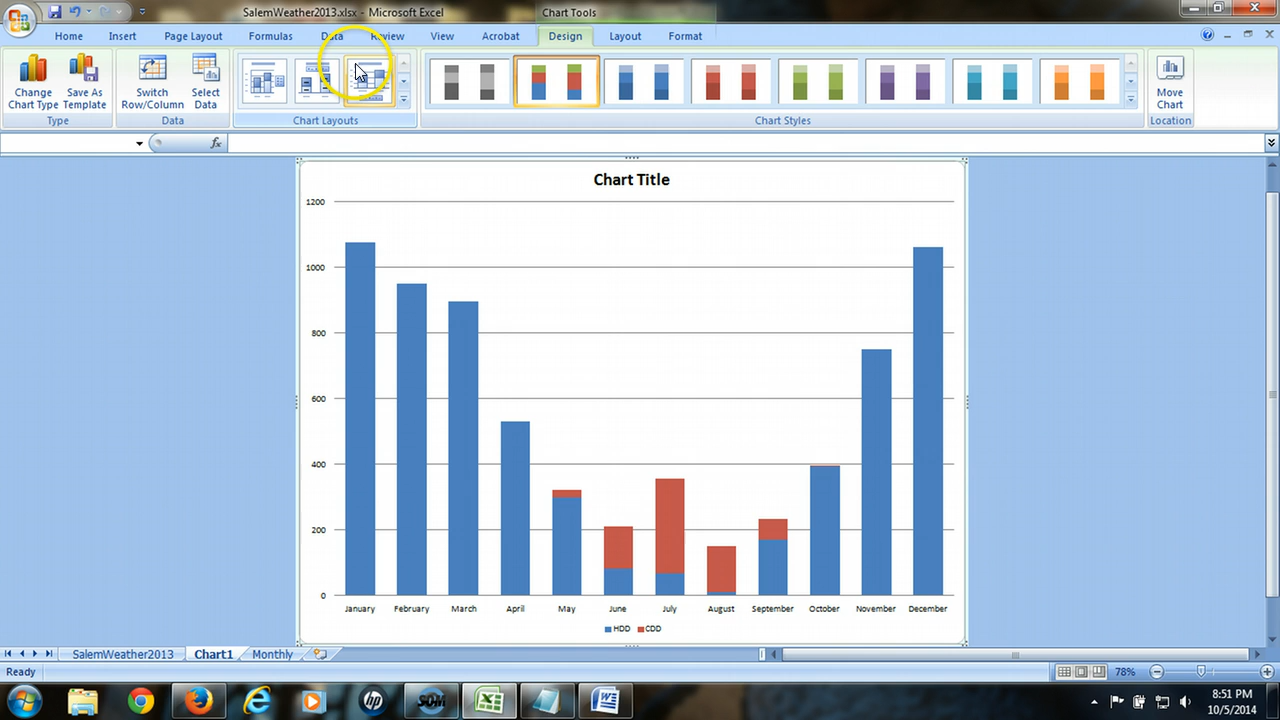 SalemWeather2013.xlsx - Microsoft Excel
Chart Tools
Home Insert Page Layout Formulas Data Review View Acrobat Design Layout Format
Change Chart Type
Save As Template
Switch Row/Column
Select Data
Move Chart
Type
Data
Chart Layouts
Chart Styles
Location
fx
Chart Title
1200
1000
800
600
400
200
0
January February March April May June July August September October November December
HDD CDD
SalemWeather2013 Chart1 Monthly
Ready
78%
8:51 PM
10/5/2014